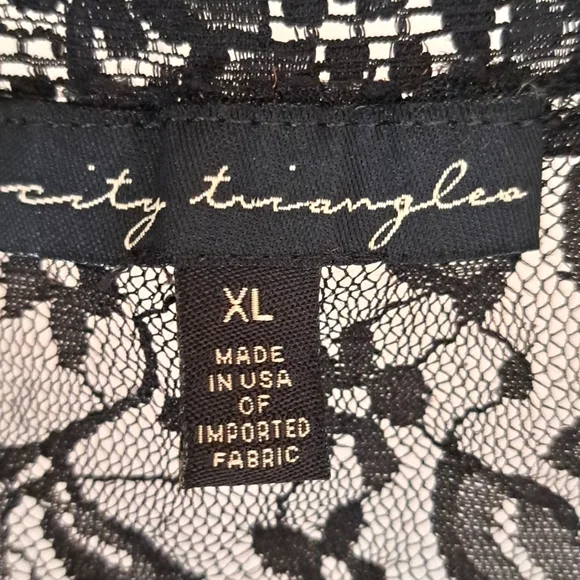 city triangles
XL
MADE
IN USA
OF
IMPORTED
FABRIC